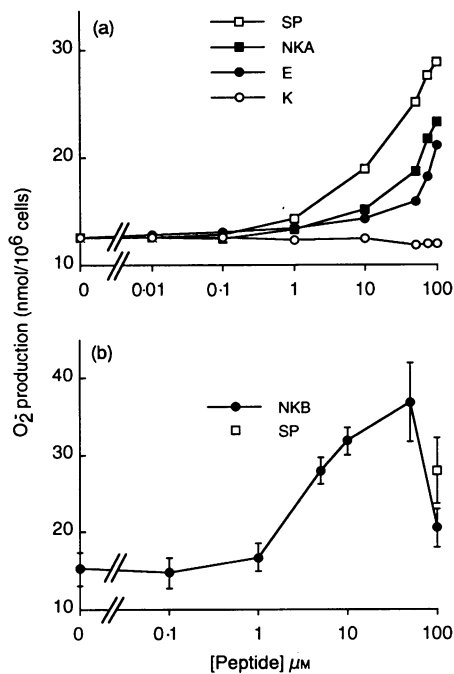 (a)
SP
NKA
E
K
30
20
10
0 0·01 0·1 1 10 100
O₂̇ production (nmol/10⁶ cells)
(b)
NKB
SP
40
30
20
10
0 0·1 1 10 100
[Peptide] μM